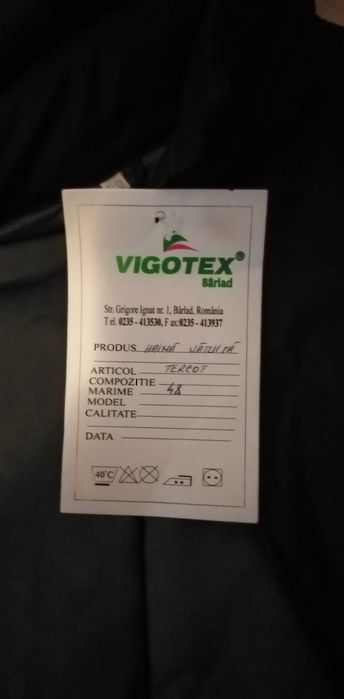 VIGOTEX®
Bârlad
Str. Grigore Ignat nr. 1, Bârlad, România
Tel. 0235 - 413530, Fax:0235 - 413937
PRODUS HAINĂ VĂTUITĂ
ARTICOL TERCOT
COMPOZITIE
MARIME 48
MODEL
CALITATE
DATA
40°C